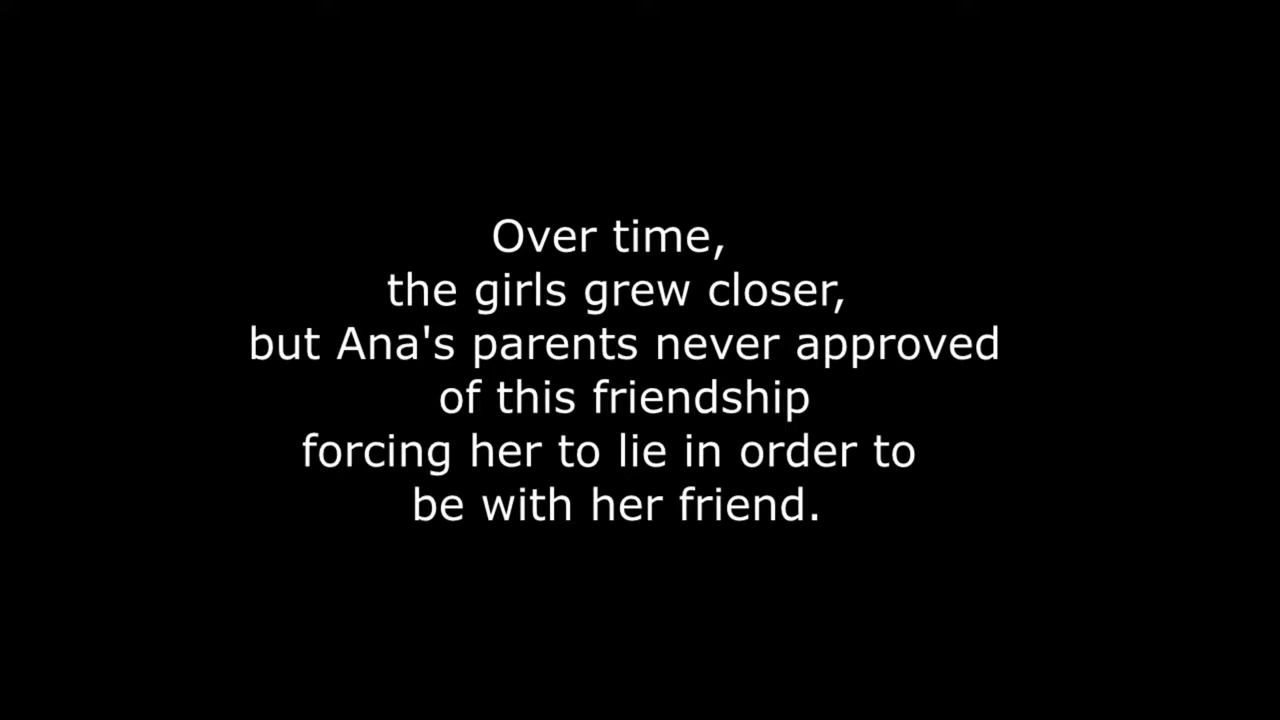 Over time,
the girls grew closer,
but Ana's parents never approved
of this friendship
forcing her to lie in order to
be with her friend.